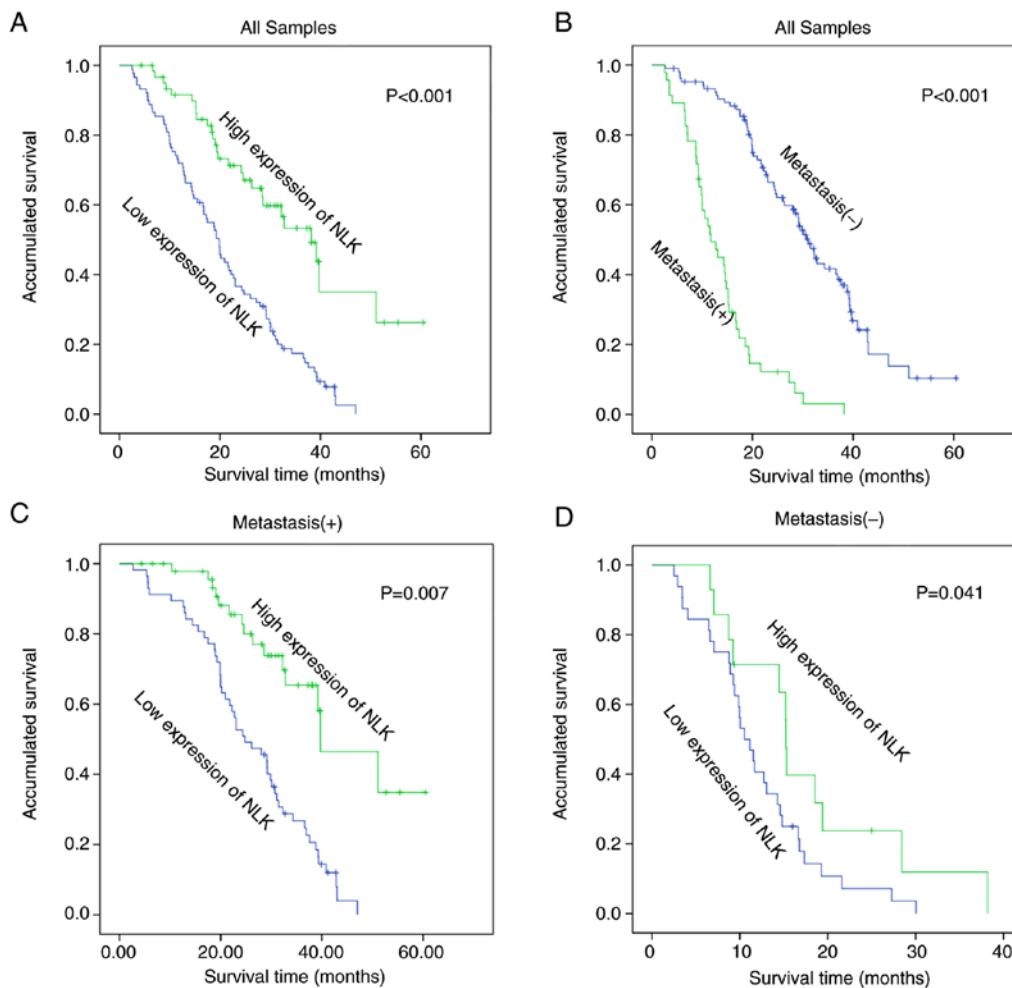 A
All Samples
P<0.001
High expression of NLK
Low expression of NLK
Accumulated survival
1.0
0.8
0.6
0.4
0.2
0.0
0
20
40
60
Survival time (months)
B
All Samples
P<0.001
Metastasis(–)
Metastasis(+)
Accumulated survival
1.0
0.8
0.6
0.4
0.2
0.0
0
20
40
60
Survival time (months)
C
Metastasis(+)
P=0.007
High expression of NLK
Low expression of NLK
Accumulated survival
1.0
0.8
0.6
0.4
0.2
0.0
0.00
20.00
40.00
60.00
Survival time (months)
D
Metastasis(–)
P=0.041
High expression of NLK
Low expression of NLK
Accumulated survival
1.0
0.8
0.6
0.4
0.2
0.0
0
10
20
30
40
Survival time (months)